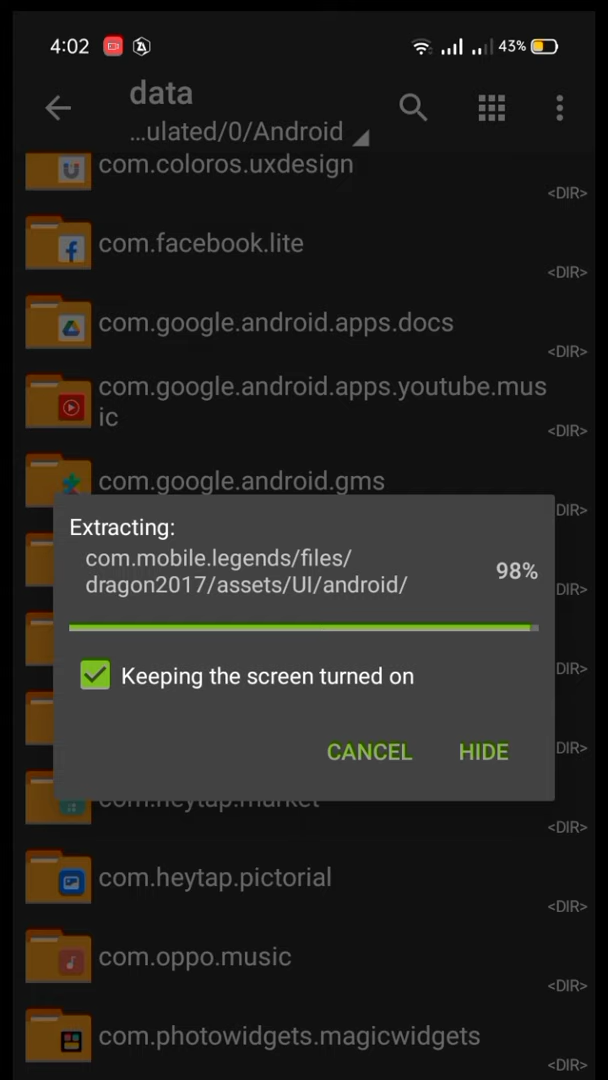 4:02
43%
data
...ulated/0/Android
com.coloros.uxdesign
<DIR>
com.facebook.lite
<DIR>
com.google.android.apps.docs
<DIR>
com.google.android.apps.youtube.mus
ic
<DIR>
com.google.android.gms
<DIR>
Extracting:
com.mobile.legends/files/
dragon2017/assets/UI/android/
98%
<DIR>
<DIR>
Keeping the screen turned on
<DIR>
CANCEL HIDE
com.heytap.market
<DIR>
com.heytap.pictorial
<DIR>
com.oppo.music
<DIR>
com.photowidgets.magicwidgets
<DIR>